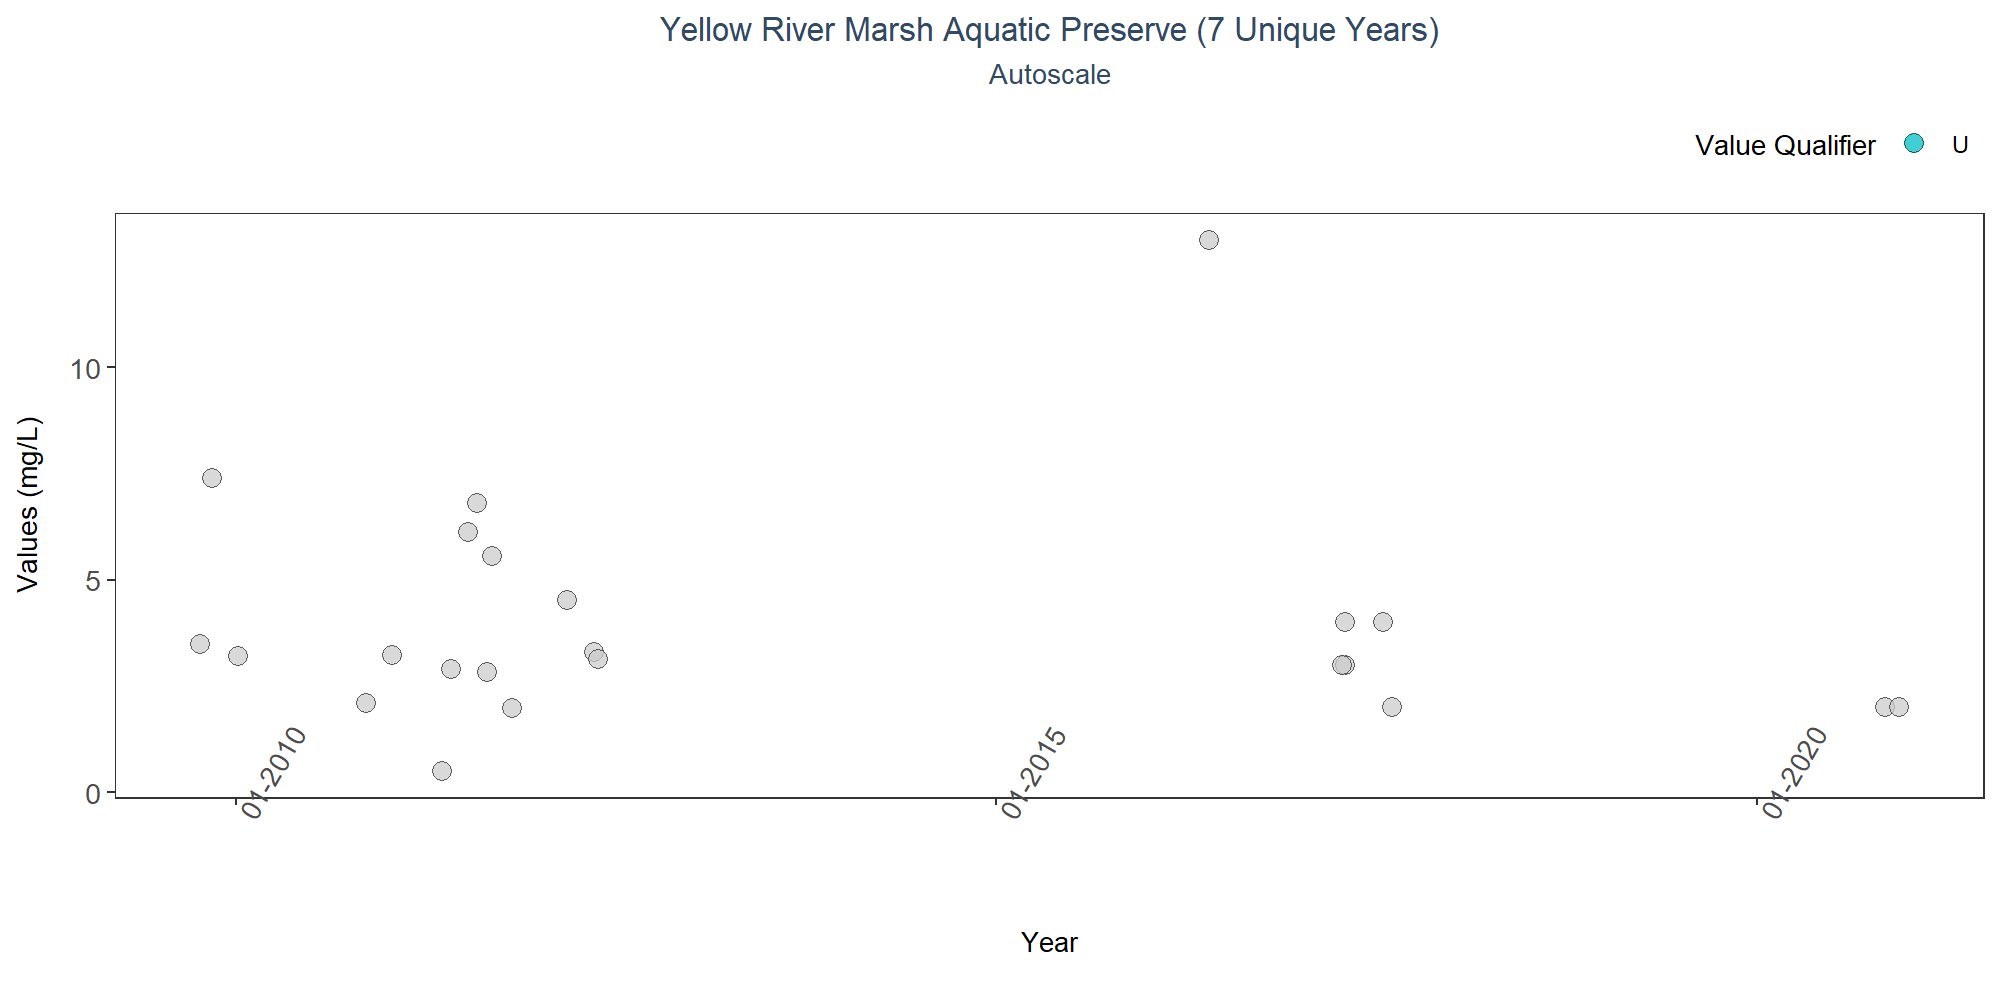 Yellow River Marsh Aquatic Preserve (7 Unique Years)
Autoscale
Value Qualifier U
Values (mg/L)
10
5
0
01-2010
01-2015
01-2020
Year